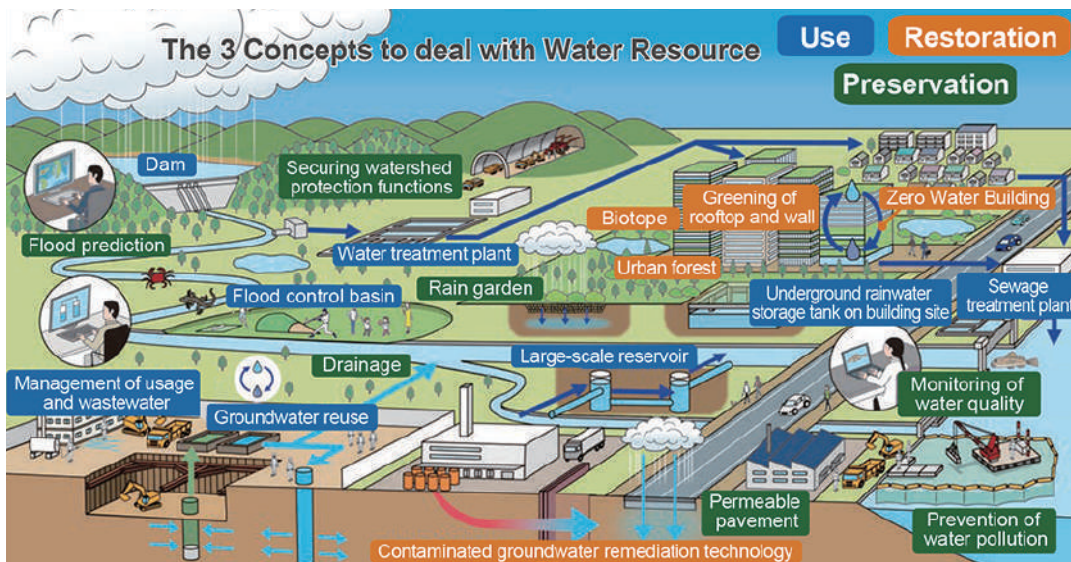 The 3 Concepts to deal with Water Resource
Use
Restoration
Preservation
Dam
Securing watershed
protection functions
Flood prediction
Water treatment plant
Biotope
Greening of
rooftop and wall
Zero Water Building
Urban forest
Rain garden
Flood control basin
Underground rainwater
storage tank on building site
Sewage
treatment plant
Large-scale reservoir
Drainage
Management of usage
and wastewater
Groundwater reuse
Monitoring of
water quality
Permeable
pavement
Prevention of
water pollution
Contaminated groundwater remediation technology